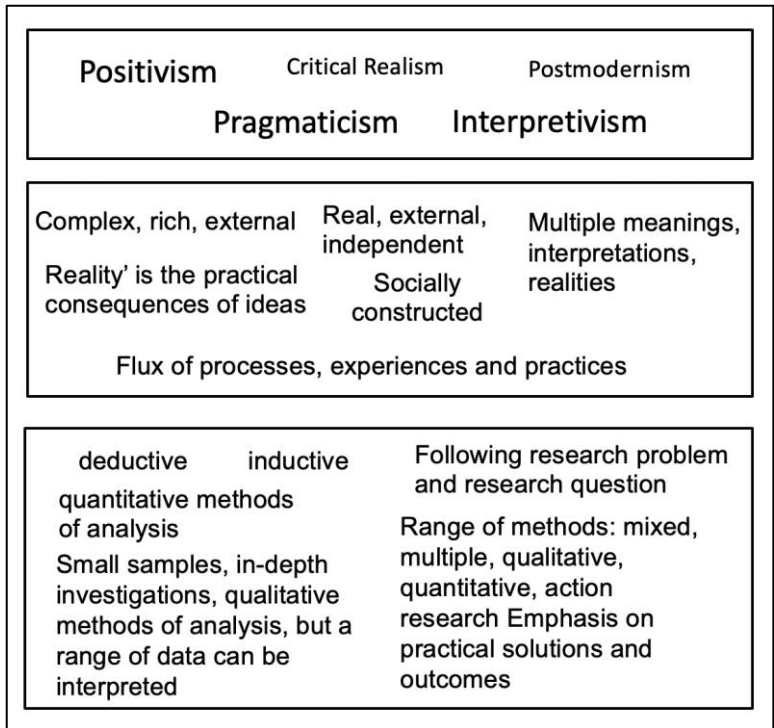 Positivism
Critical Realism
Postmodernism
Pragmaticism
Interpretivism
Complex, rich, external
Real, external,
independent
Multiple meanings,
interpretations,
realities
Reality’ is the practical
consequences of ideas
Socially
constructed
Flux of processes, experiences and practices
deductive
inductive
Following research problem
and research question
quantitative methods
of analysis
Small samples, in-depth
investigations, qualitative
methods of analysis, but a
range of data can be
interpreted
Range of methods: mixed,
multiple, qualitative,
quantitative, action
research Emphasis on
practical solutions and
outcomes